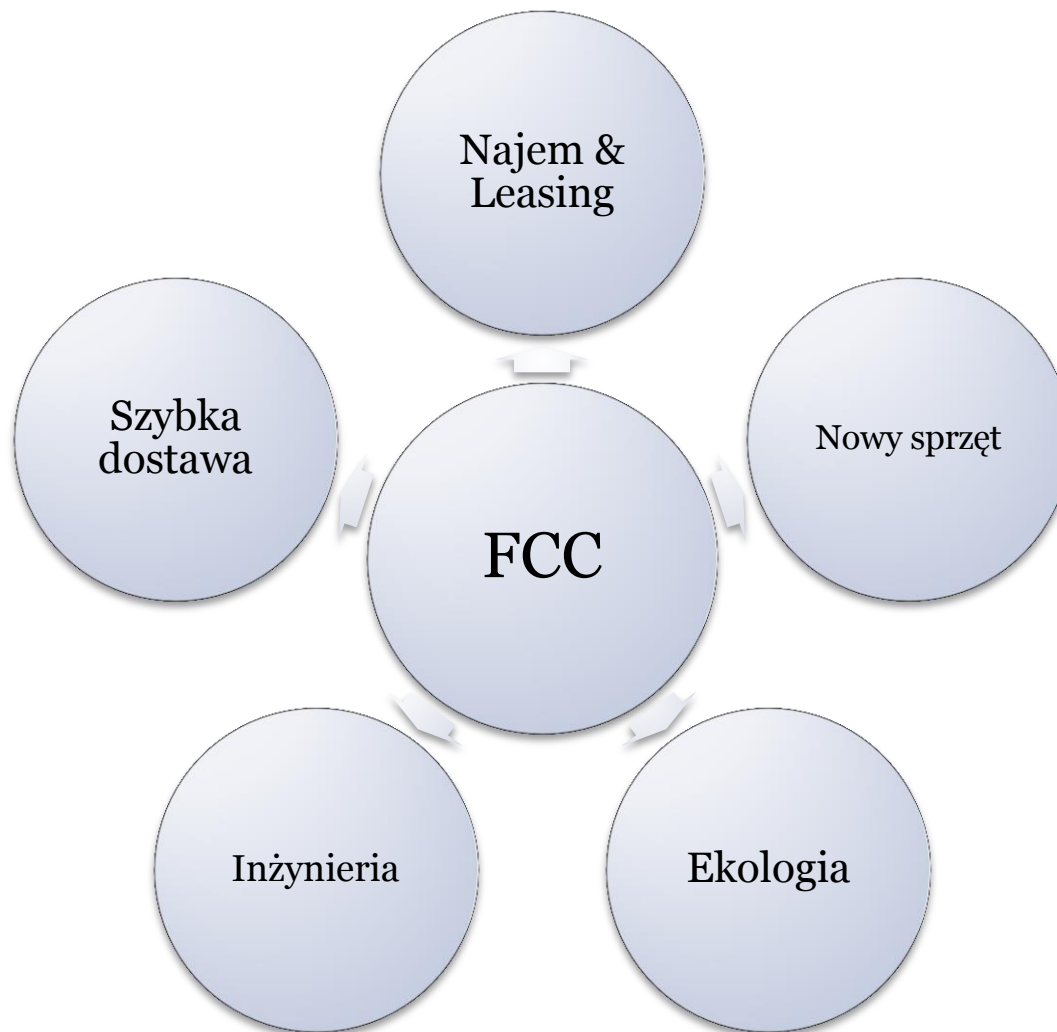 Najem &
Leasing
Szybka
dostawa
Nowy sprzęt
FCC
Inżynieria
Ekologia